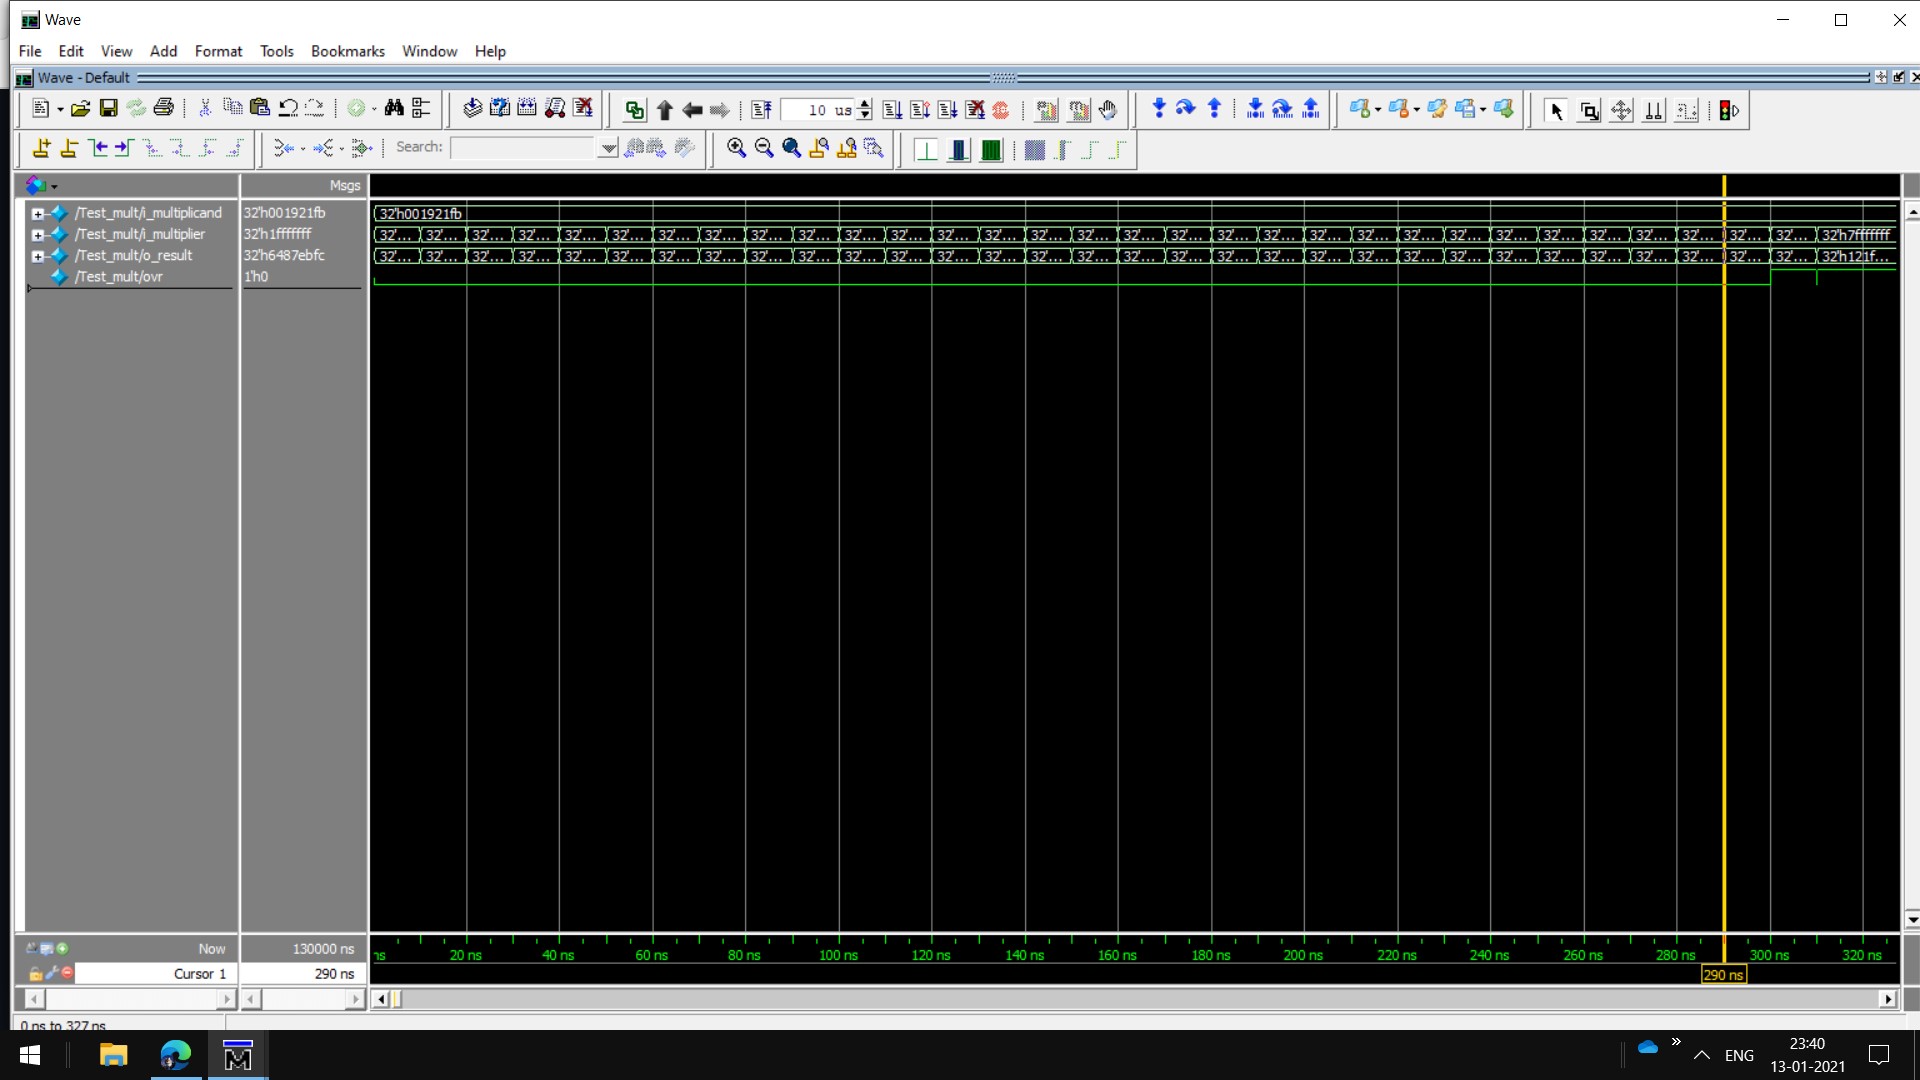 Wave
File Edit View Add Format Tools Bookmarks Window Help
Wave - Default
10 us
Search:
Msgs
/Test_mult/i_multiplicand 32'h001921fb 32'h001921fb
/Test_mult/i_multiplier 32'h1fffffff 32'... 32'... 32'... 32'... 32'... 32'... 32'... 32'... 32'... 32'... 32'... 32'... 32'... 32'... 32'... 32'... 32'... 32'... 32'... 32'... 32'... 32'... 32'... 32'... 32'... 32'... 32'... 32'... 32'... 32'... 32'... 32'h7fffffff
/Test_mult/o_result 32'h6487ebfc 32'... 32'... 32'... 32'... 32'... 32'... 32'... 32'... 32'... 32'... 32'... 32'... 32'... 32'... 32'... 32'... 32'... 32'... 32'... 32'... 32'... 32'... 32'... 32'... 32'... 32'... 32'... 32'... 32'... 32'... 32'... 32'h121f...
/Test_mult/ovr 1'h0
Now 130000 ns ns 20 ns 40 ns 60 ns 80 ns 100 ns 120 ns 140 ns 160 ns 180 ns 200 ns 220 ns 240 ns 260 ns 280 ns 300 ns 320 ns
Cursor 1 290 ns 290 ns
0 ns to 327 ns
23:40
ENG
13-01-2021